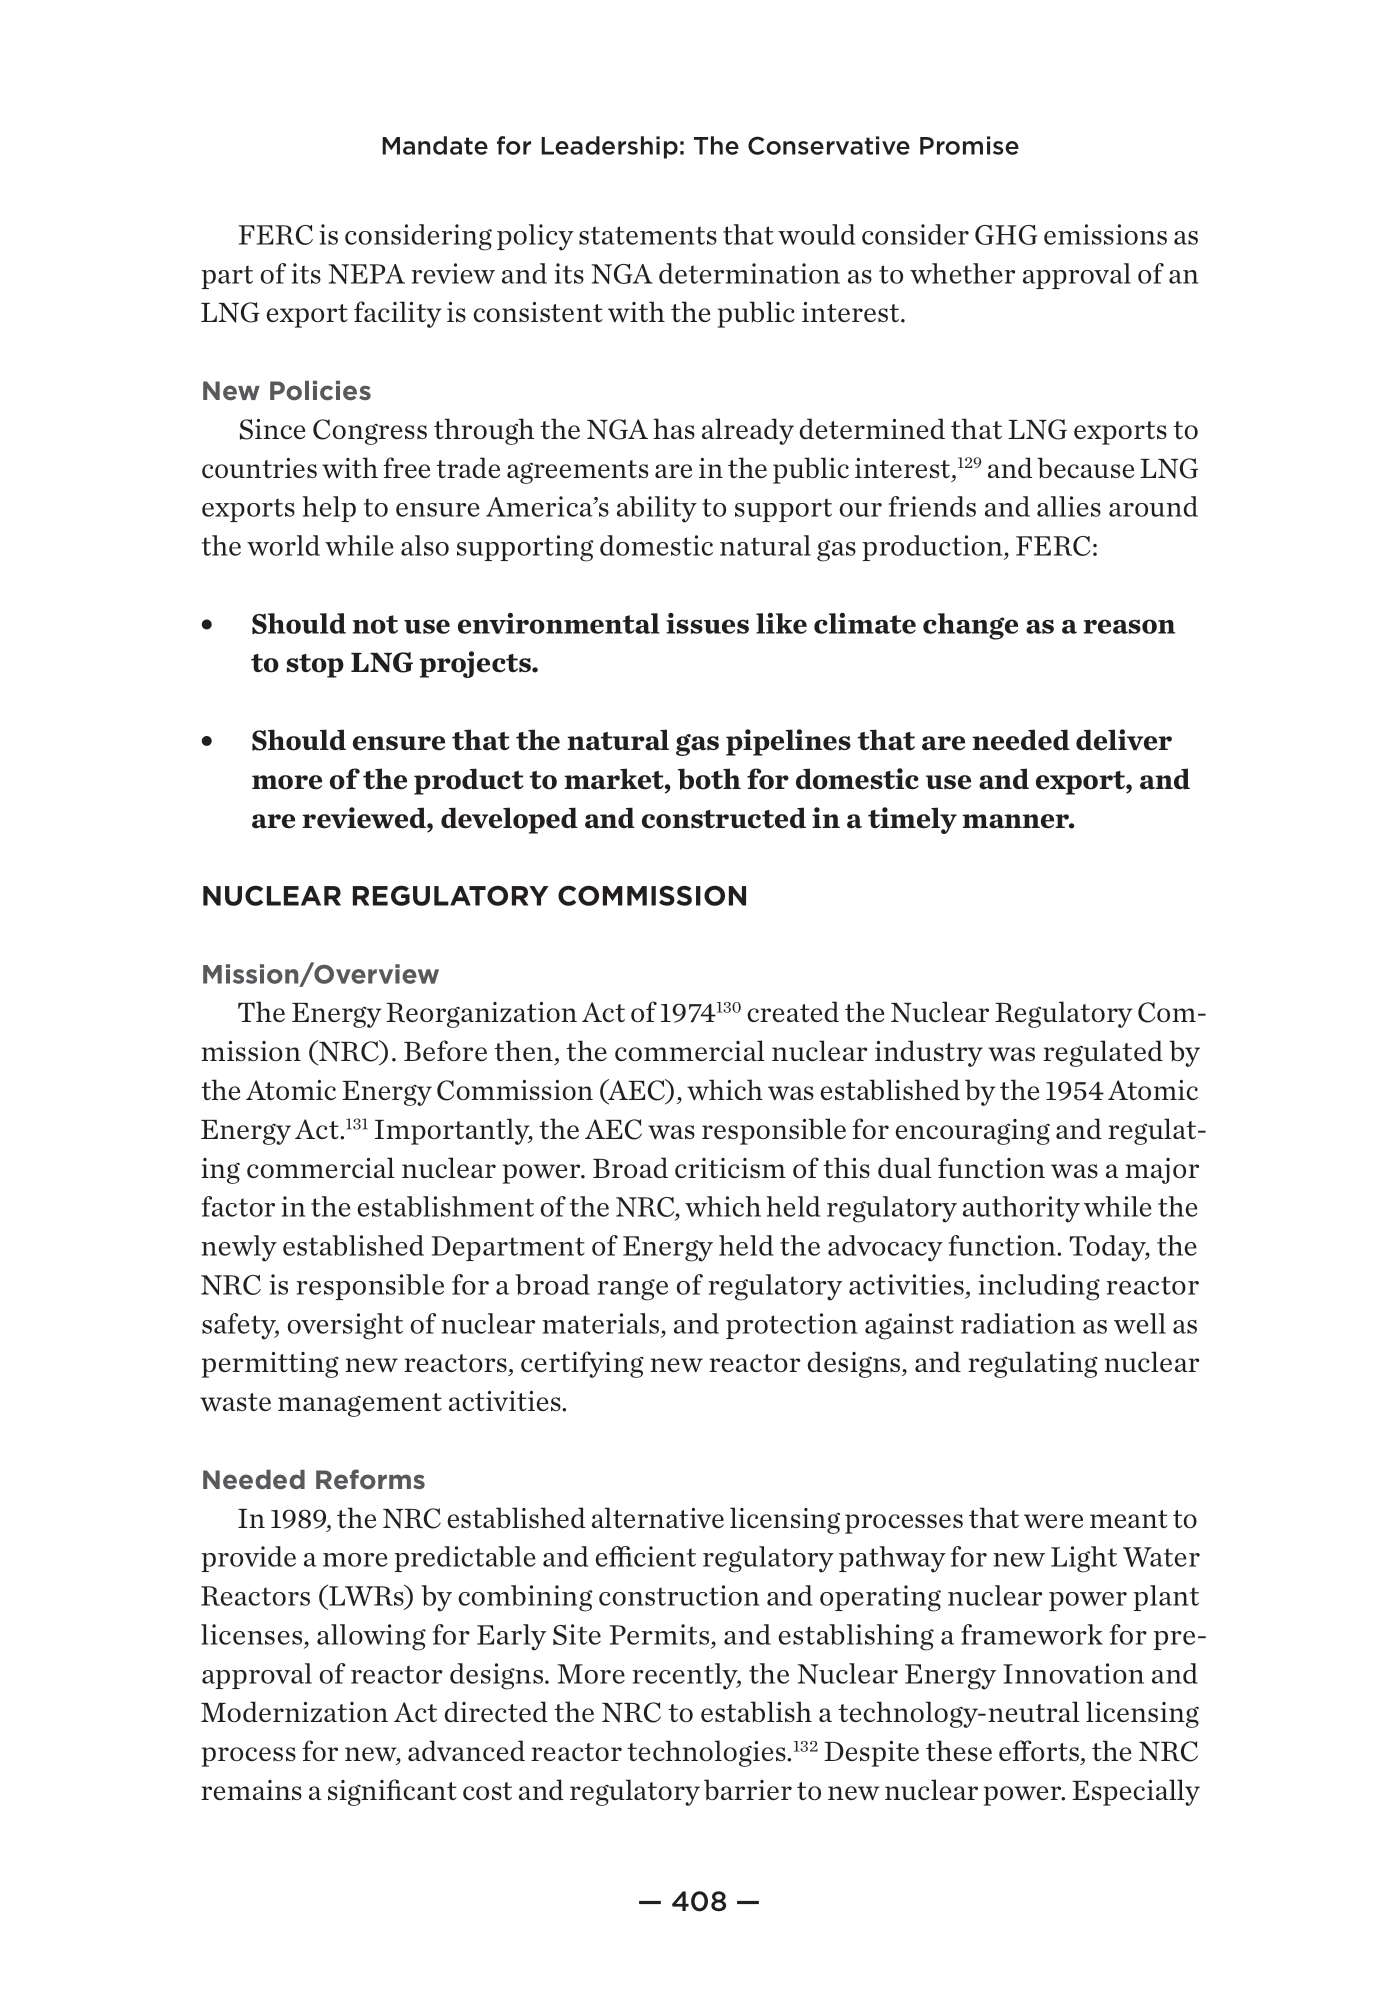 Mandate for Leadership: The Conservative Promise
FERC is considering policy statements that would consider GHG emissions as
part of its NEPA review and its NGA determination as to whether approval of an
LNG export facility is consistent with the public interest.
New Policies
Since Congress through the NGA has already determined that LNG exports to
countries with free trade agreements are in the public interest,¹²⁹ and because LNG
exports help to ensure America’s ability to support our friends and allies around
the world while also supporting domestic natural gas production, FERC:
• Should not use environmental issues like climate change as a reason
to stop LNG projects.
• Should ensure that the natural gas pipelines that are needed deliver
more of the product to market, both for domestic use and export, and
are reviewed, developed and constructed in a timely manner.
NUCLEAR REGULATORY COMMISSION
Mission/Overview
The Energy Reorganization Act of 1974¹³⁰ created the Nuclear Regulatory Com-
mission (NRC). Before then, the commercial nuclear industry was regulated by
the Atomic Energy Commission (AEC), which was established by the 1954 Atomic
Energy Act.¹³¹ Importantly, the AEC was responsible for encouraging and regulat-
ing commercial nuclear power. Broad criticism of this dual function was a major
factor in the establishment of the NRC, which held regulatory authority while the
newly established Department of Energy held the advocacy function. Today, the
NRC is responsible for a broad range of regulatory activities, including reactor
safety, oversight of nuclear materials, and protection against radiation as well as
permitting new reactors, certifying new reactor designs, and regulating nuclear
waste management activities.
Needed Reforms
In 1989, the NRC established alternative licensing processes that were meant to
provide a more predictable and efficient regulatory pathway for new Light Water
Reactors (LWRs) by combining construction and operating nuclear power plant
licenses, allowing for Early Site Permits, and establishing a framework for pre-
approval of reactor designs. More recently, the Nuclear Energy Innovation and
Modernization Act directed the NRC to establish a technology-neutral licensing
process for new, advanced reactor technologies.¹³² Despite these efforts, the NRC
remains a significant cost and regulatory barrier to new nuclear power. Especially
— 408 —